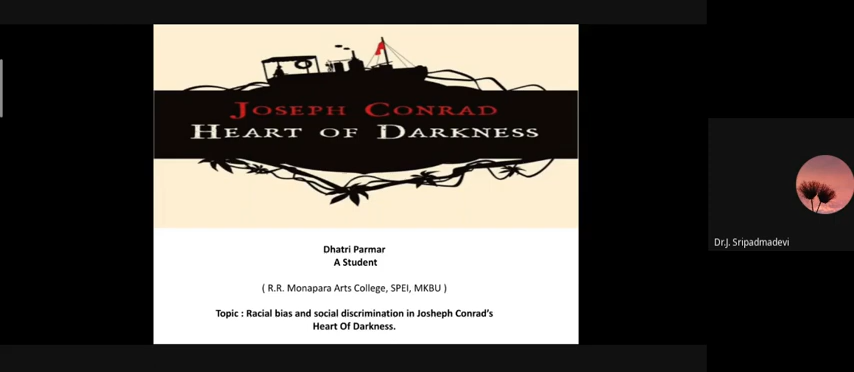 JOSEPH CONRAD
HEART OF DARKNESS
Dhatri Parmar
A Student
( R.R. Monapara Arts College, SPEI, MKBU )
Topic : Racial bias and social discrimination in Josheph Conrad's
Heart Of Darkness.
Dr.J. Sripadmadevi